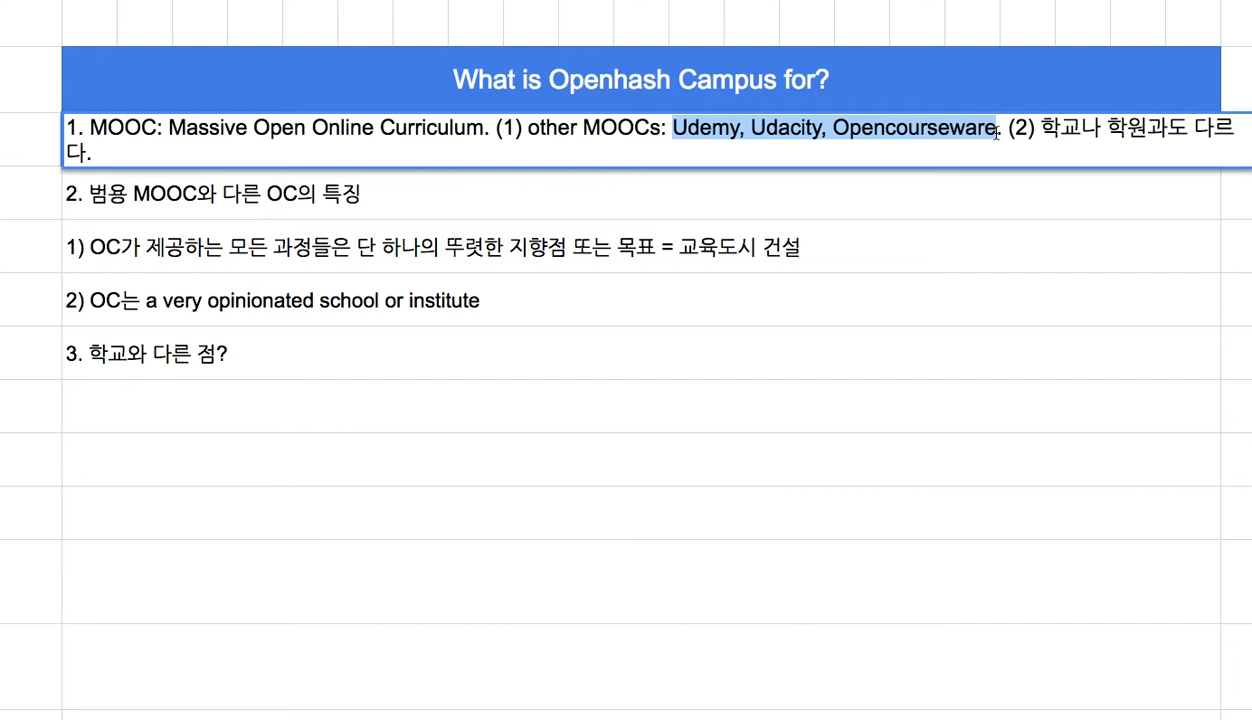 What is Openhash Campus for?
1. MOOC: Massive Open Online Curriculum. (1) other MOOCs: Udemy, Udacity, Opencourseware. (2) 학교나 학원과도 다르
다.
2. 범용 MOOC와 다른 OC의 특징
1) OC가 제공하는 모든 과정들은 단 하나의 뚜렷한 지향점 또는 목표 = 교육도시 건설
2) OC는 a very opinionated school or institute
3. 학교와 다른 점?